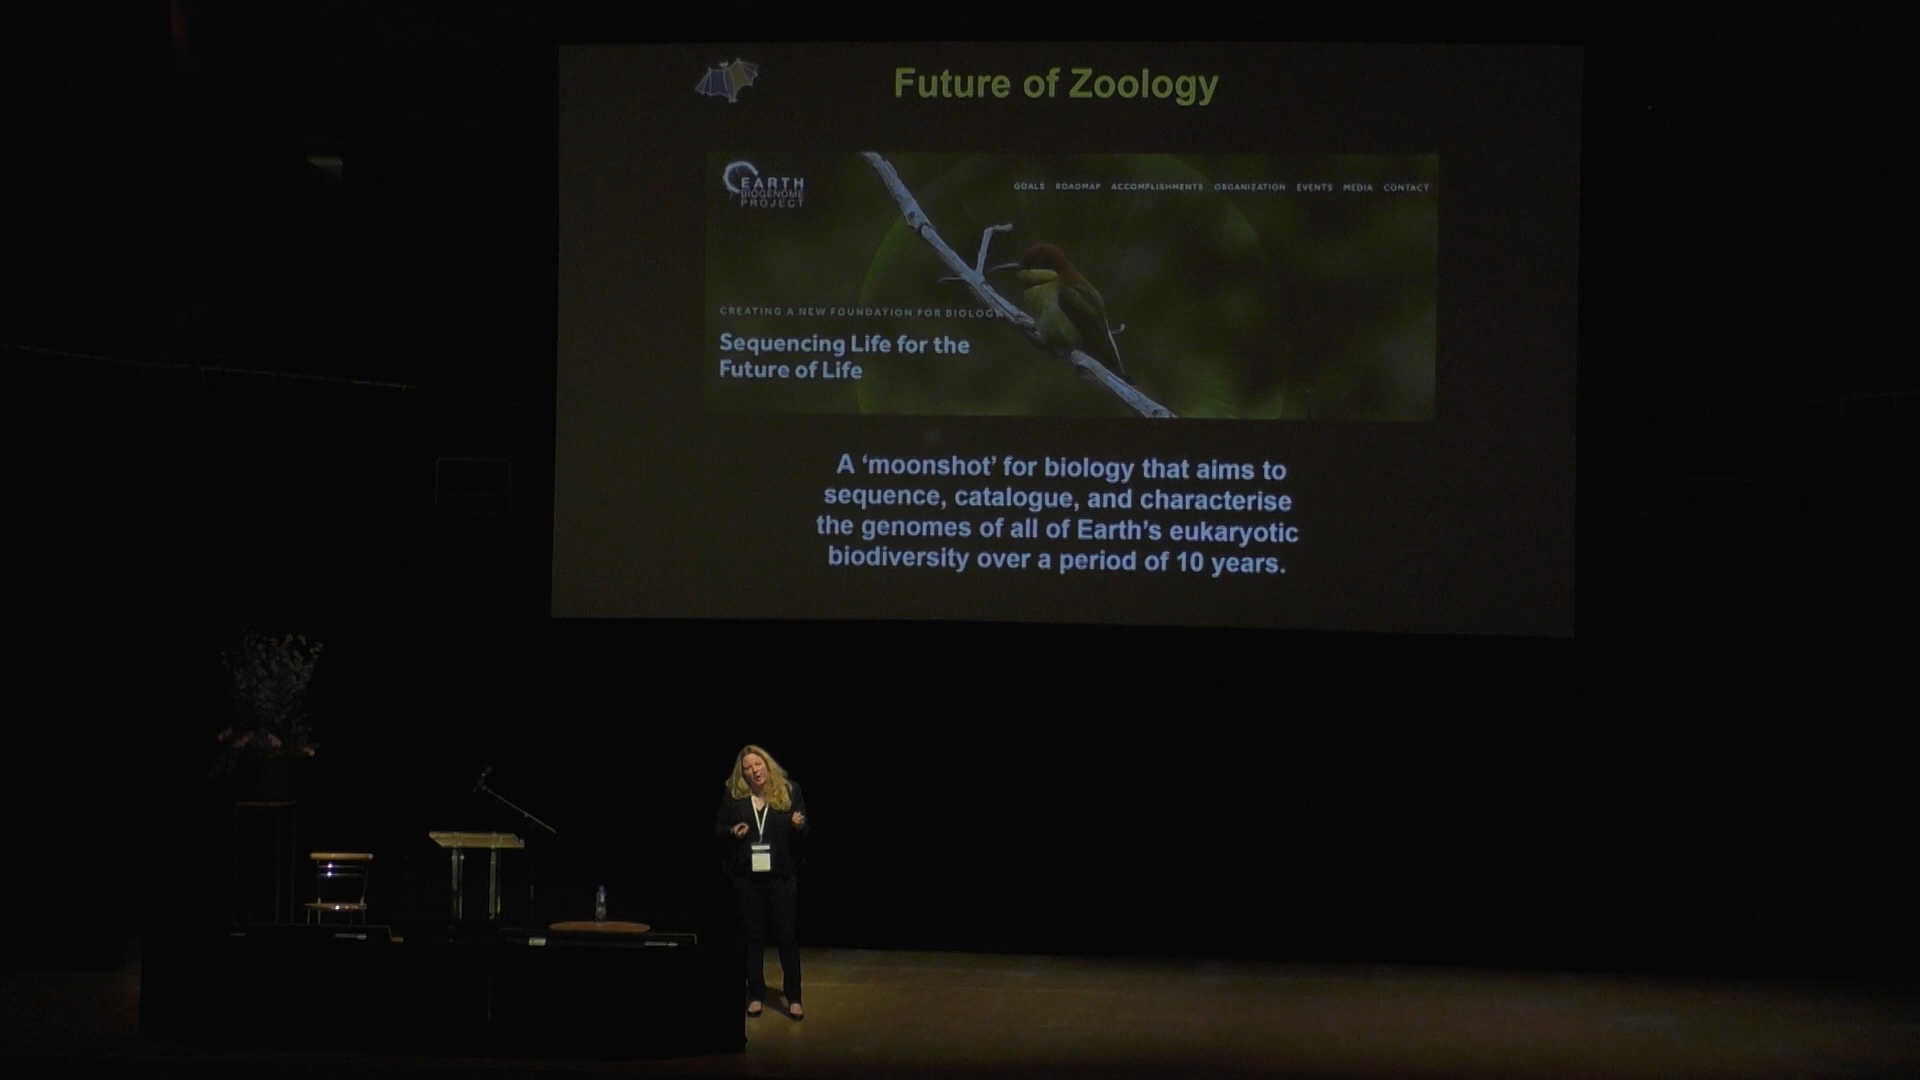 Future of Zoology
EARTH
BIOGENOME
PROJECT
GOALS ROADMAP ACCOMPLISHMENTS ORGANIZATION EVENTS MEDIA CONTACT
CREATING A NEW FOUNDATION FOR BIOLOGY
Sequencing Life for the
Future of Life
A ‘moonshot’ for biology that aims to
sequence, catalogue, and characterise
the genomes of all of Earth’s eukaryotic
biodiversity over a period of 10 years.